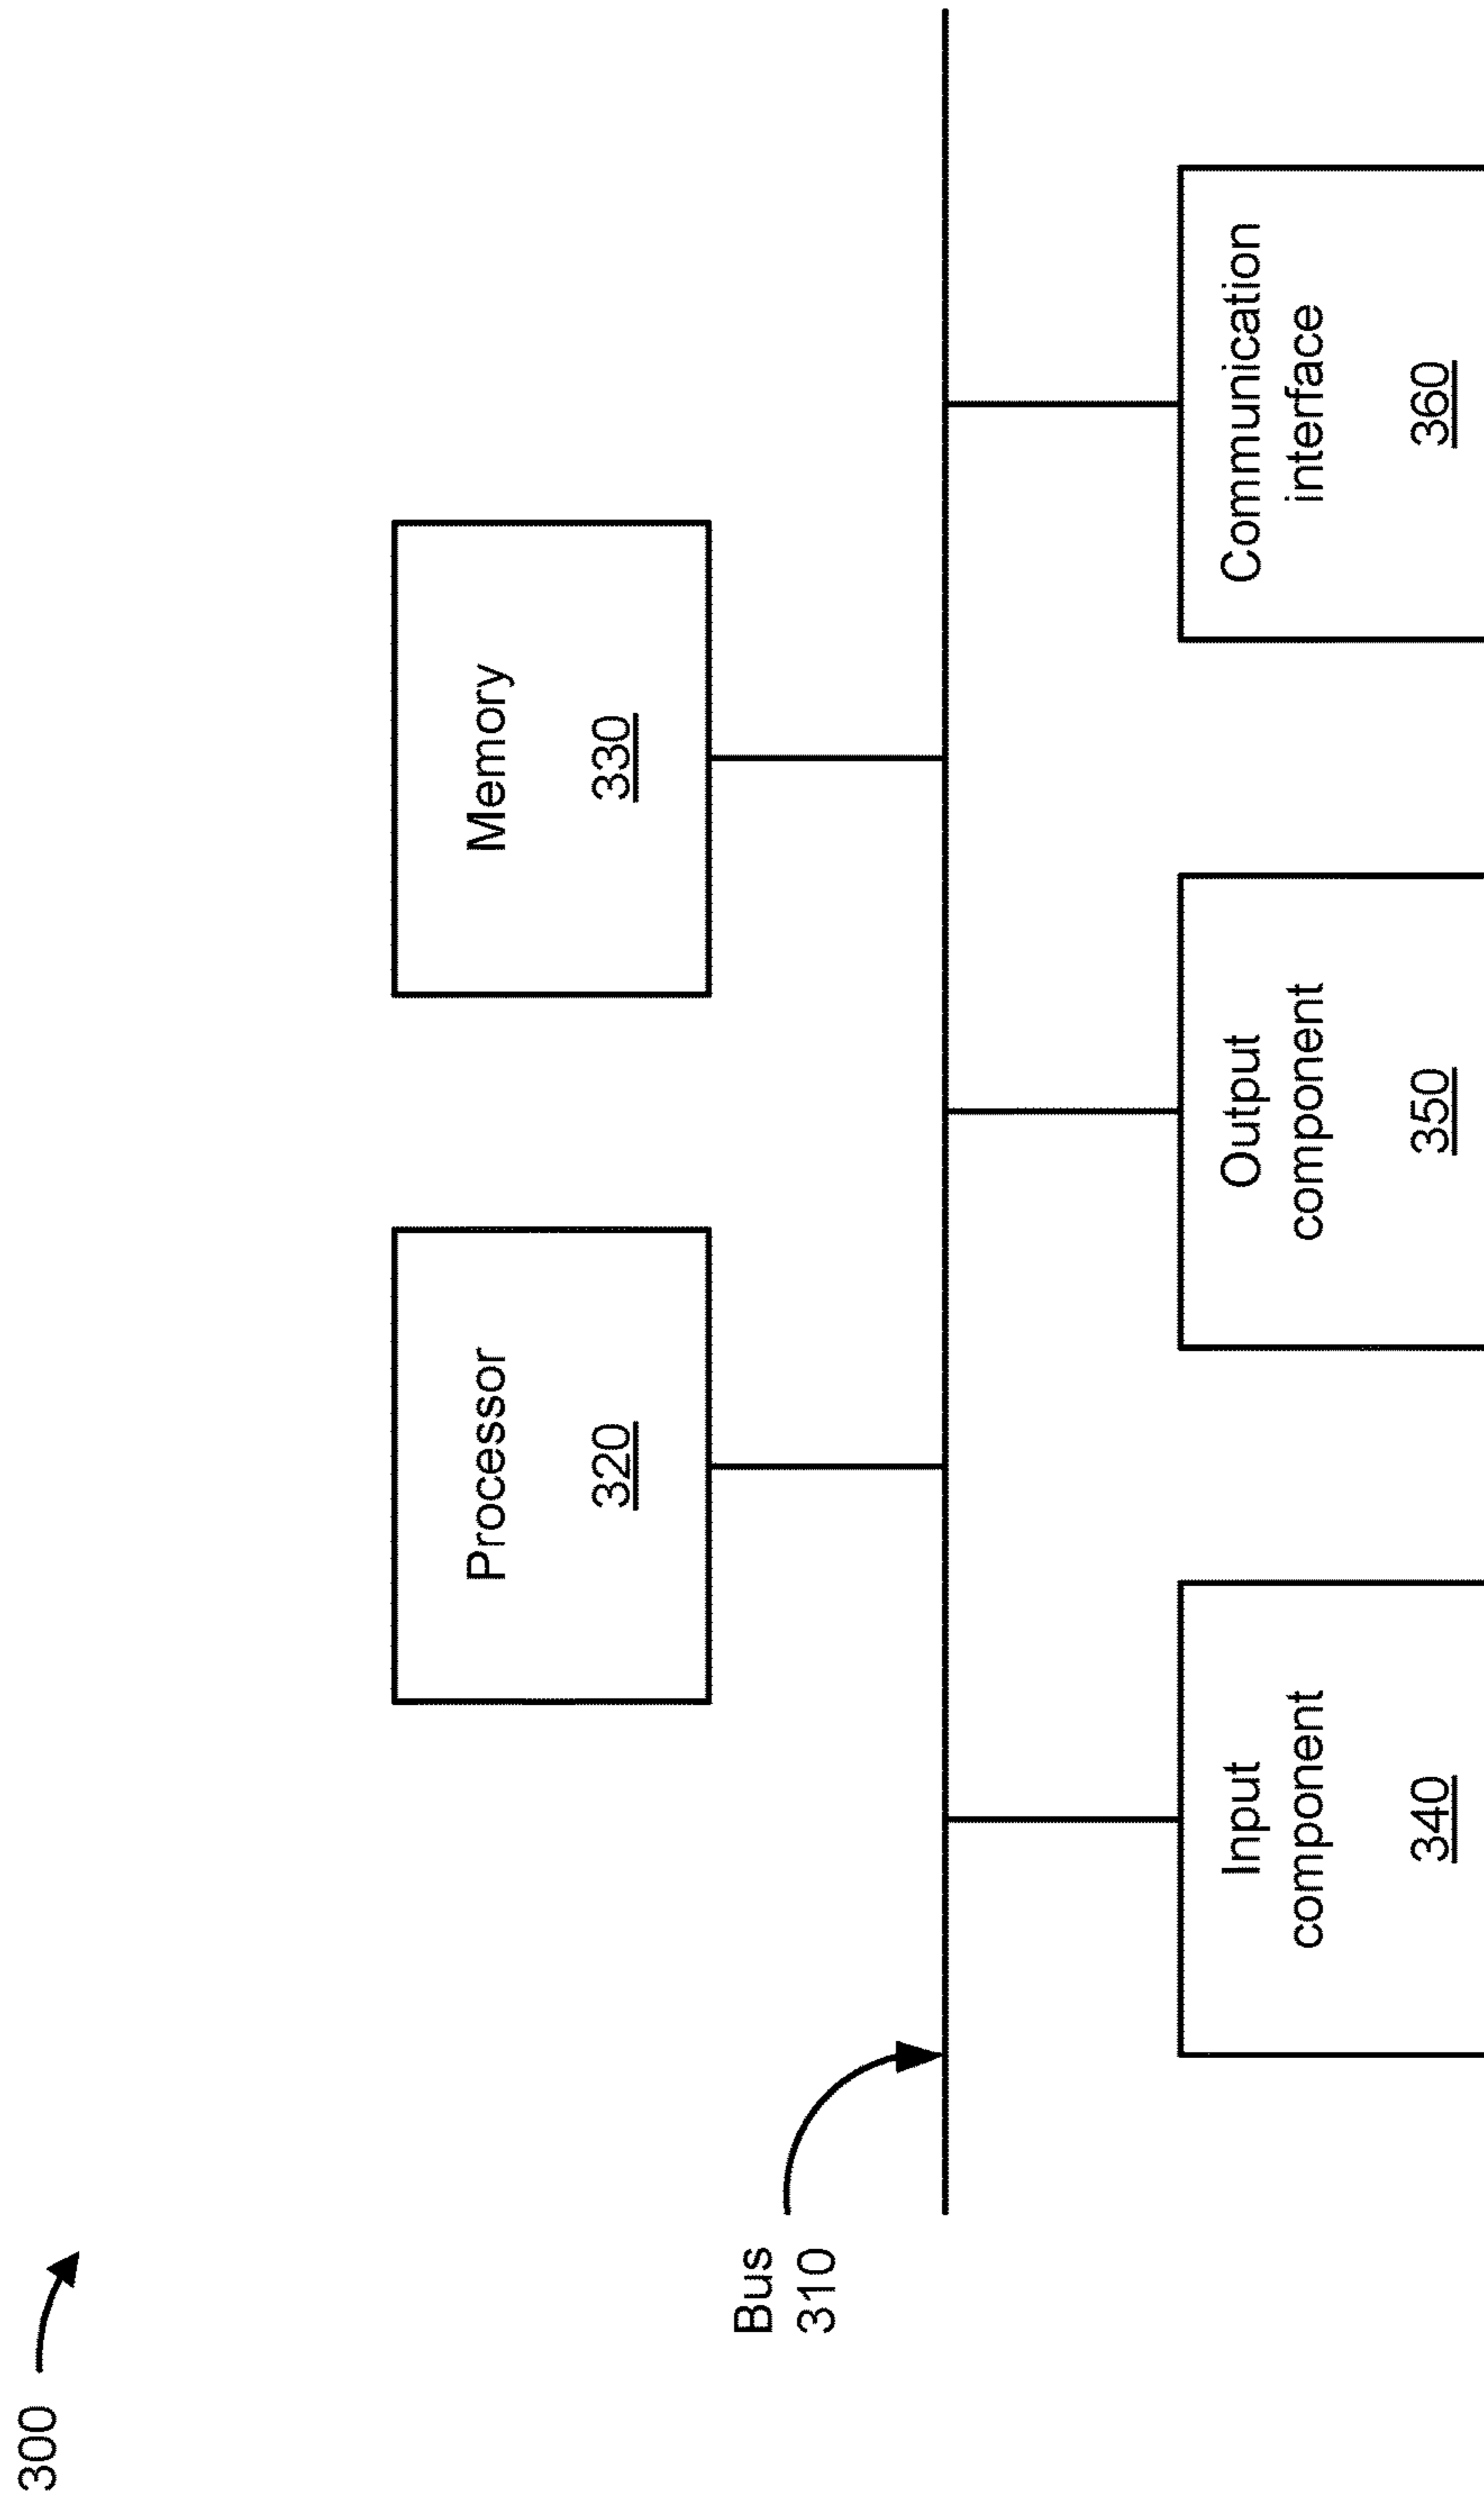 300
Processor
320
Memory
330
Bus
310
Input
component
340
Output
component
350
Communication
interface
360